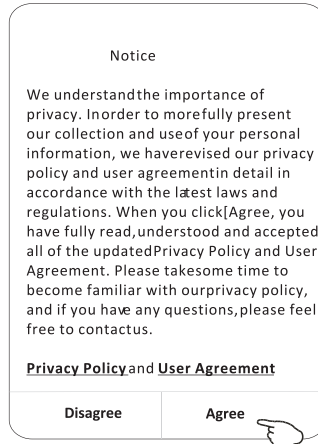 Notice
We understandthe importance of
privacy. Inorder to morefully present
our collection and useof your personal
information, we haverevised our privacy
policy and user agreementin detail in
accordance with the latest laws and
regulations. When you click[Agree, you
have fully read,understood and accepted
all of the updatedPrivacy Policy and User
Agreement. Please takesome time to
become familiar with ourprivacy policy,
and if you have any questions,please feel
free to contactus.
Privacy Policy and User Agreement
Disagree Agree